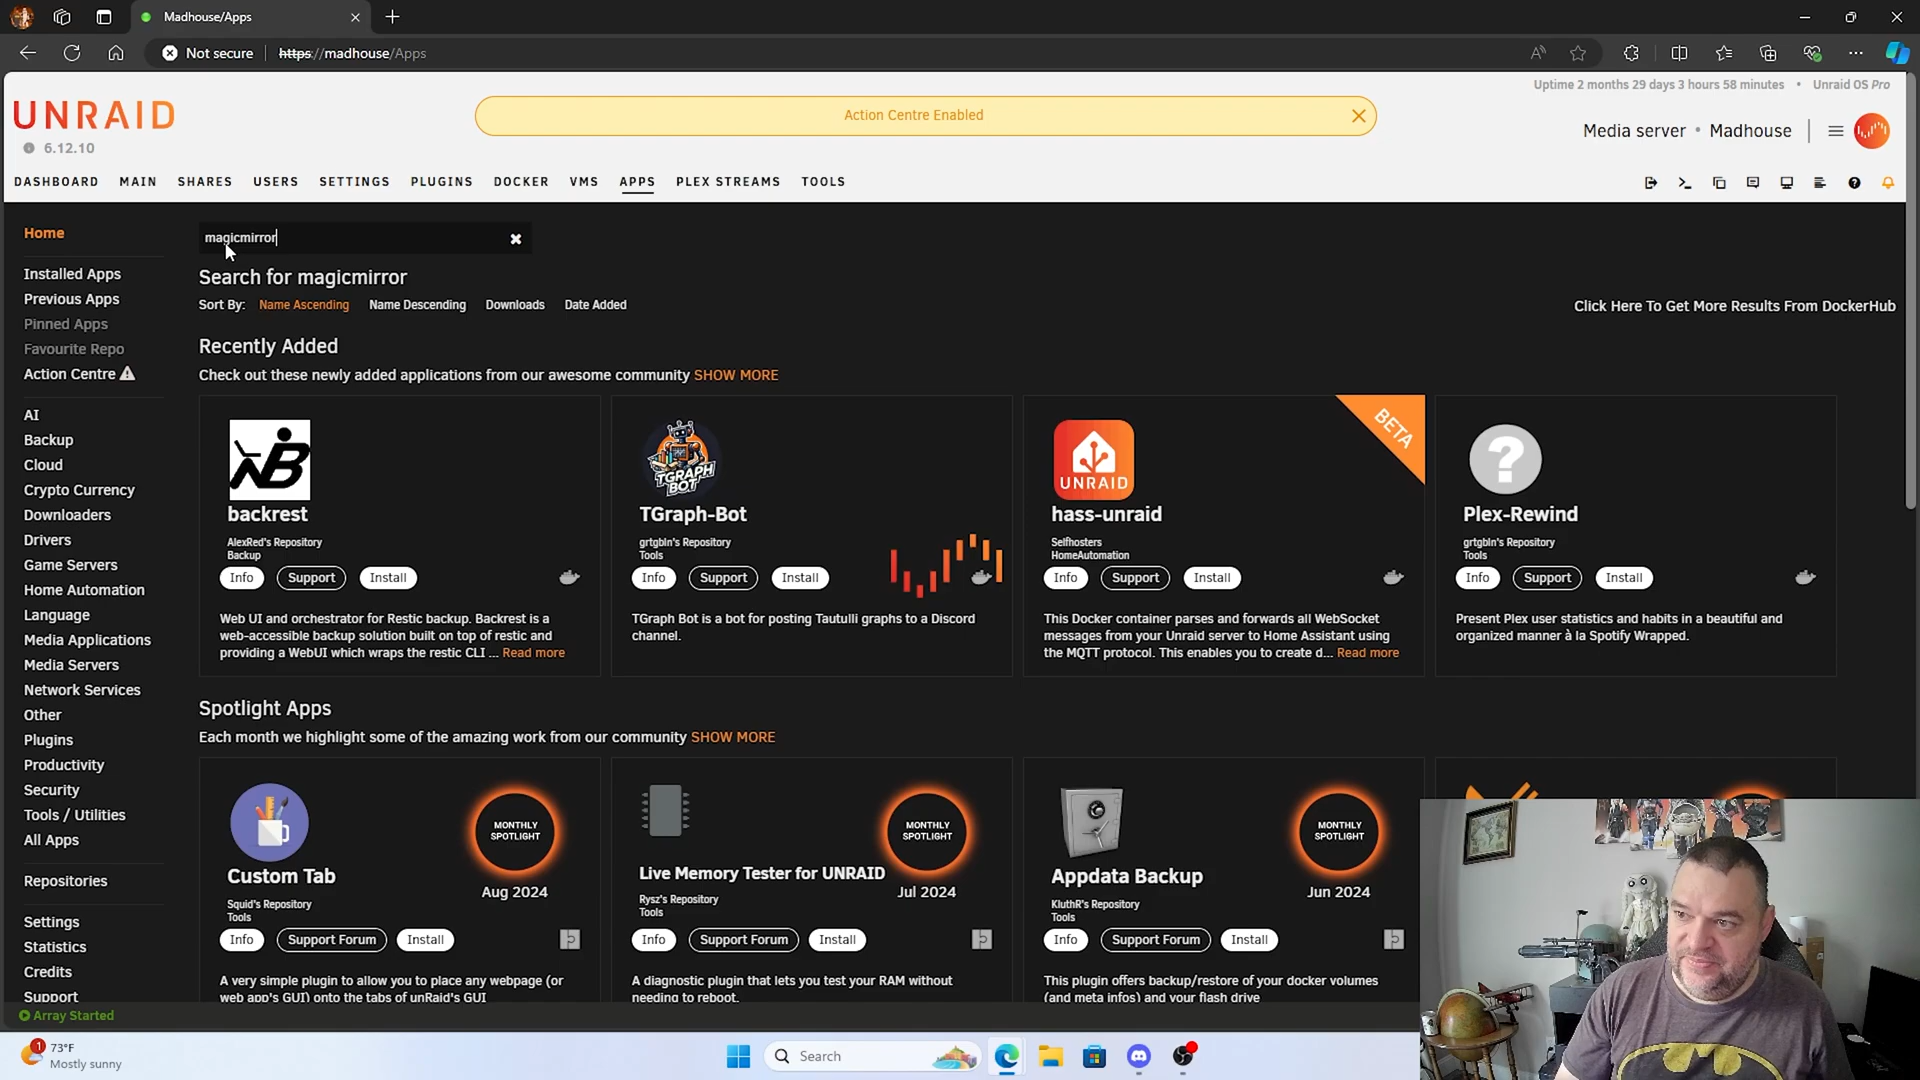 Madhouse/Apps
Not secure
https://madhouse/Apps
Uptime 2 months 29 days 3 hours 58 minutes • Unraid OS Pro
UNRAID
Action Centre Enabled
6.12.10
Media server • Madhouse
DASHBOARD MAIN SHARES USERS SETTINGS PLUGINS DOCKER VMS APPS PLEX STREAMS TOOLS
Home
Installed Apps
Previous Apps
Pinned Apps
Favourite Repo
Action Centre
AI
Backup
Cloud
Crypto Currency
Downloaders
Drivers
Game Servers
Home Automation
Language
Media Applications
Media Servers
Network Services
Other
Plugins
Productivity
Security
Tools / Utilities
All Apps
Repositories
Settings
Statistics
Credits
Support
magicmirror
Search for magicmirror
Sort By: Name Ascending Name Descending Downloads Date Added
Click Here To Get More Results From DockerHub
Recently Added
Check out these newly added applications from our awesome community SHOW MORE
backrest
AlexRed's Repository
Backup
Info Support Install
Web UI and orchestrator for Restic backup. Backrest is a
web-accessible backup solution built on top of restic and
providing a WebUI which wraps the restic CLI ... Read more
TGRAPH
BOT
TGraph-Bot
grtgbln's Repository
Tools
Info Support Install
TGraph Bot is a bot for posting Tautulli graphs to a Discord
channel.
BETA
UNRAID
hass-unraid
Selfhosters
HomeAutomation
Info Support Install
This Docker container parses and forwards all WebSocket
messages from your Unraid server to Home Assistant using
the MQTT protocol. This enables you to create d... Read more
?
Plex-Rewind
grtgbln's Repository
Tools
Info Support Install
Present Plex user statistics and habits in a beautiful and
organized manner à la Spotify Wrapped.
Spotlight Apps
Each month we highlight some of the amazing work from our community SHOW MORE
MONTHLY
SPOTLIGHT
Custom Tab
Aug 2024
Squid's Repository
Tools
Info Support Forum Install
A very simple plugin to allow you to place any webpage (or
web app's GUI) onto the tabs of unRaid's GUI
MONTHLY
SPOTLIGHT
Live Memory Tester for UNRAID
Jul 2024
Rysz's Repository
Tools
Info Support Forum Install
A diagnostic plugin that lets you test your RAM without
needing to reboot.
MONTHLY
SPOTLIGHT
Appdata Backup
Jun 2024
KluthR's Repository
Tools
Info Support Forum Install
This plugin offers backup/restore of your docker volumes
(and meta infos) and your flash drive
Array Started
1
73°F
Mostly sunny
Search